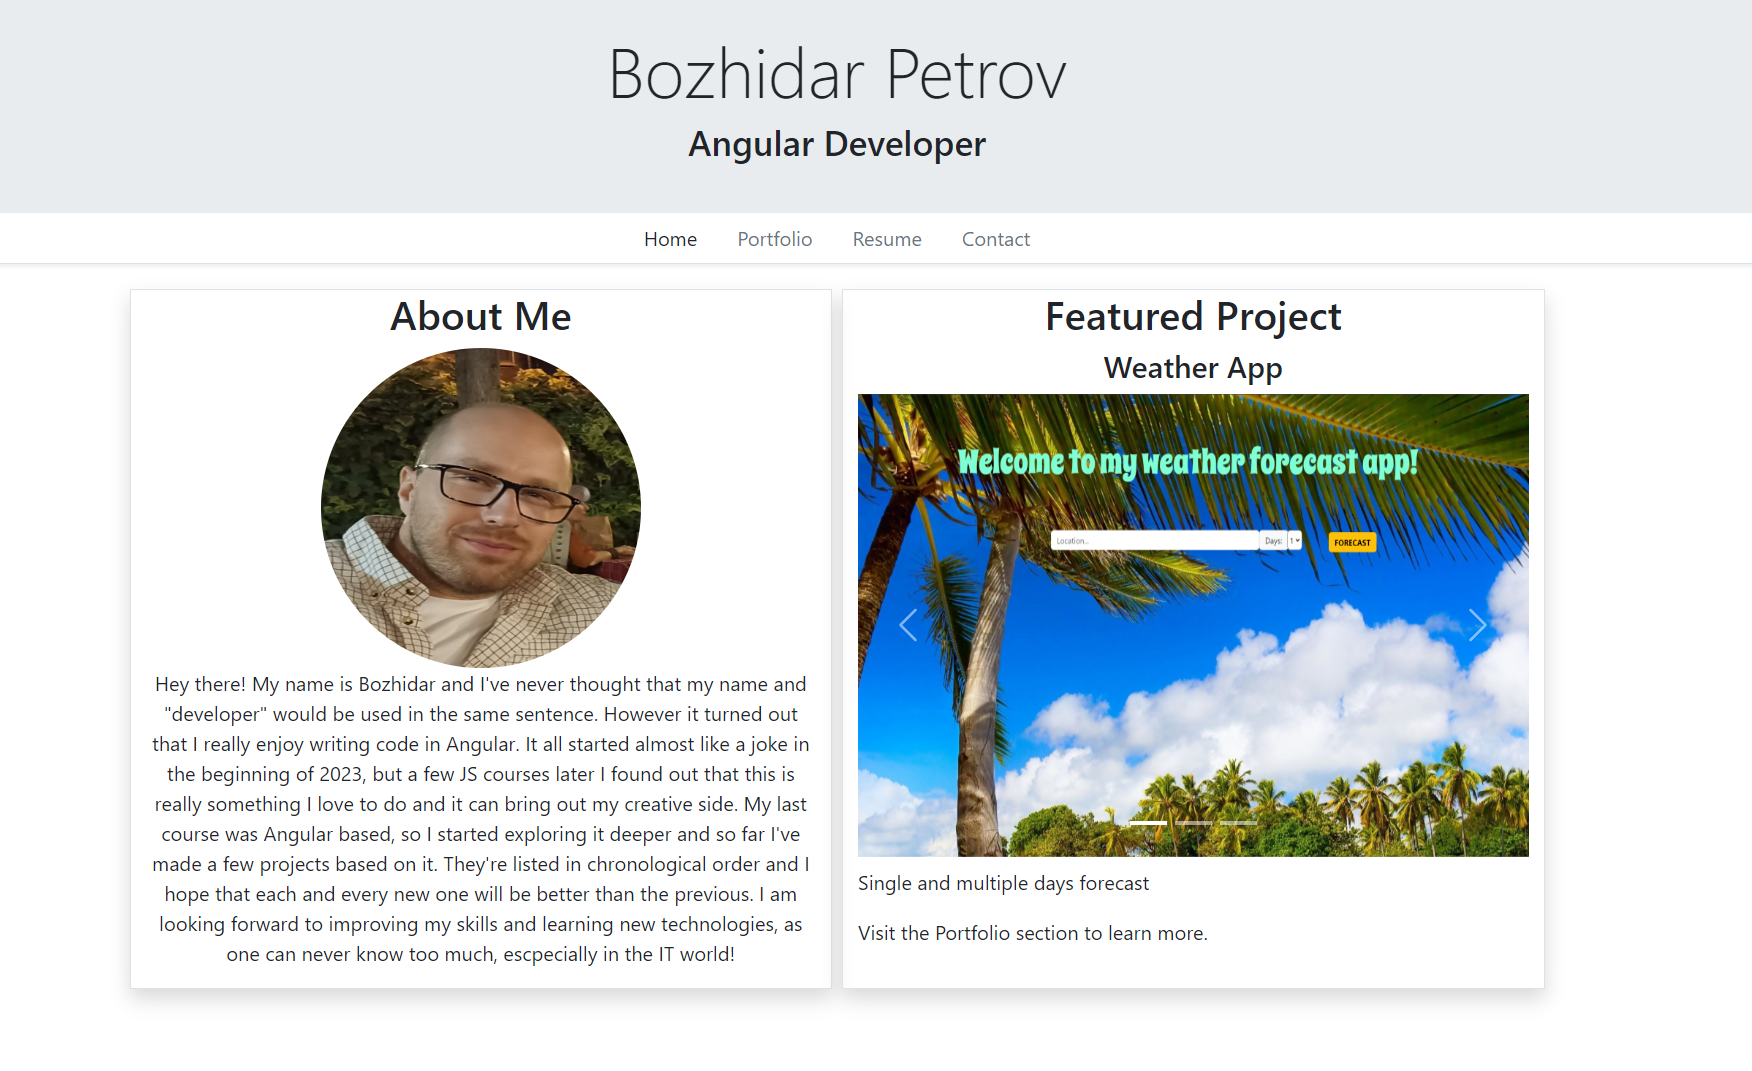 Bozhidar Petrov
Angular Developer
Home Portfolio Resume Contact
About Me
Hey there! My name is Bozhidar and I've never thought that my name and
"developer" would be used in the same sentence. However it turned out
that I really enjoy writing code in Angular. It all started almost like a joke in
the beginning of 2023, but a few JS courses later I found out that this is
really something I love to do and it can bring out my creative side. My last
course was Angular based, so I started exploring it deeper and so far I've
made a few projects based on it. They're listed in chronological order and I
hope that each and every new one will be better than the previous. I am
looking forward to improving my skills and learning new technologies, as
one can never know too much, escpecially in the IT world!
Featured Project
Weather App
Welcome to my weather forecast app!
Location... Days: 1 FORECAST
Single and multiple days forecast
Visit the Portfolio section to learn more.